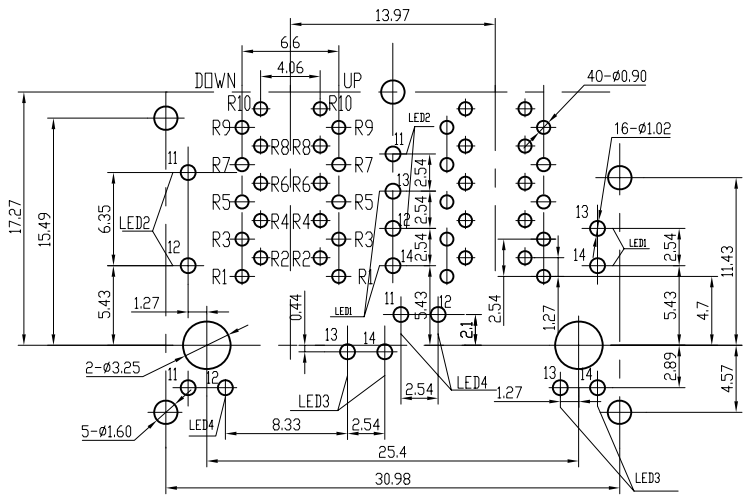 13.97
6.6
4.06
DOWN UP
R10 R10
40-Ø0.90
R9 R9
LED2
16-Ø1.02
11 R8 R8 11
R7 R7
13
2.54
R6 R6
R5 R5
2.54
17.27
15.49
6.35
LED2
R4 R4
12
13
LED1
2.54
11.43
12 R3 R3
2.54
R2 R2
14
14
R1 R1
5.43
1.27
0.44
LED1
5.43
2.54
1.27
5.43
4.7
11 12
2.1
13 14
2-Ø3.25
11 12
LED4
13 14
2.89
4.57
LED3
2.54
1.27
5-Ø1.60
LED4
8.33
2.54
25.4
LED3
30.98